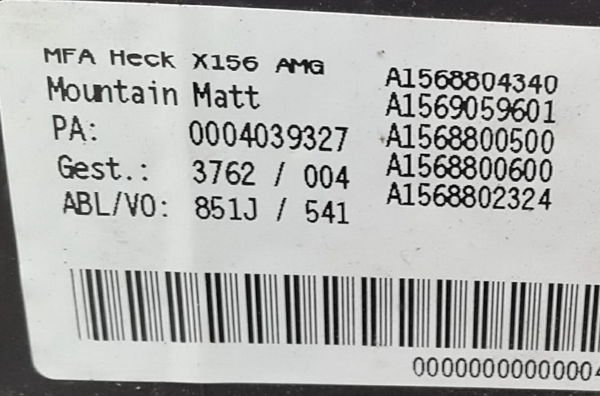 MFA Heck X156 AMG
Mountain Matt
PA: 0004039327
Gest.: 3762 / 004
ABL/VO: 851J / 541
A1568804340
A1569059601
A1568800500
A1568800600
A1568802324
0000000000004